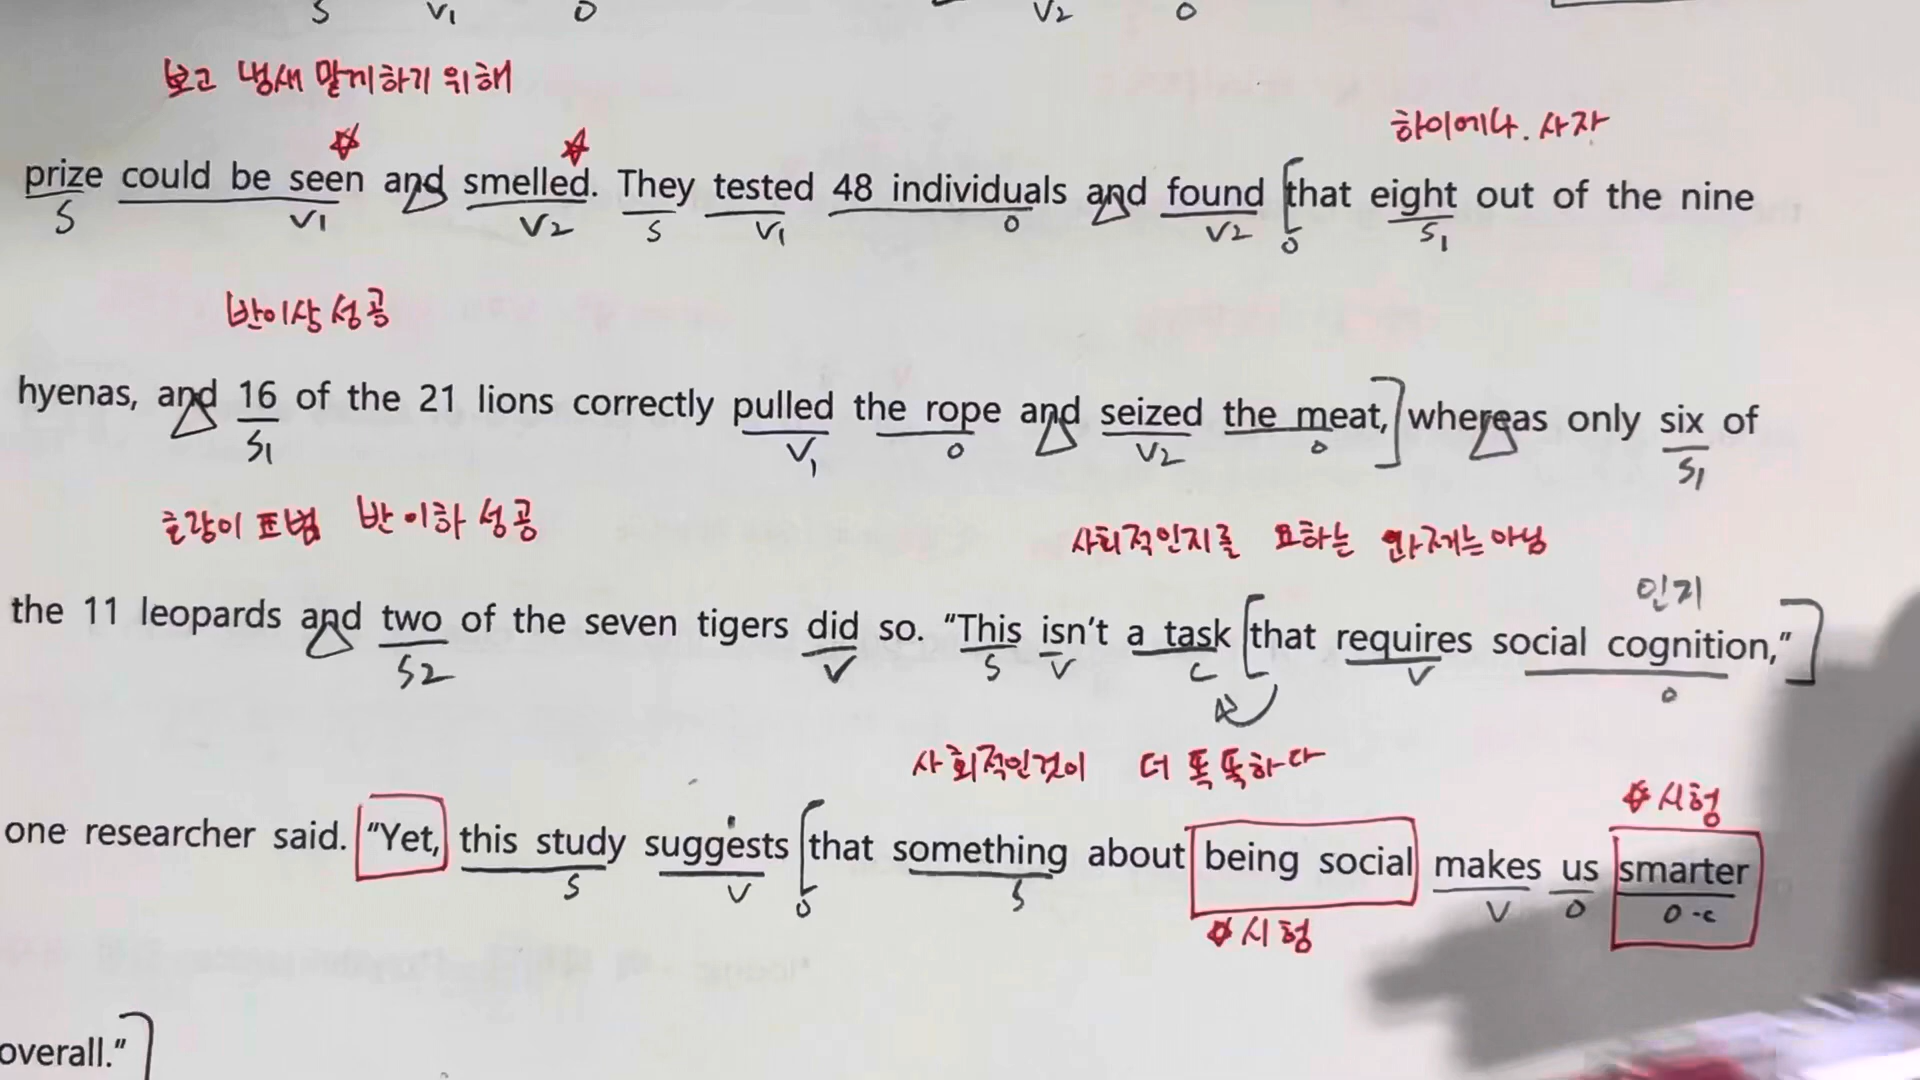 S V1 O V2 O
보고 냄새 맡게하기 위해
하이에나. 사자
prize could be seen and smelled. They tested 48 individuals and found [that eight out of the nine
S V1 V2 S V1 O V2 O S1
반이상 성공
hyenas, and 16 of the 21 lions correctly pulled the rope and seized the meat,] whereas only six of
S1 V1 O V2 O S1
호랑이 표범 반 이하 성공
사회적인지를 요하는 과제는아님
인지
the 11 leopards and two of the seven tigers did so. “This isn’t a task [that requires social cognition,”]
S2 V S V C V O
사회적인것이 더 똑똑하다
☆시험
one researcher said. “Yet, this study suggests [that something about being social makes us smarter
S V O S V O O·C
☆시험
overall.”]